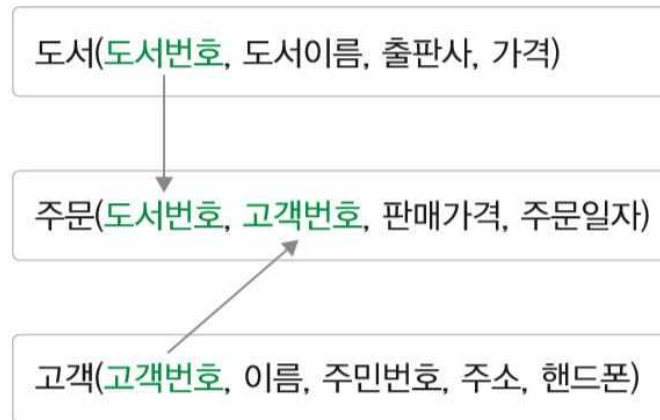 도서(도서번호, 도서이름, 출판사, 가격)
주문(도서번호, 고객번호, 판매가격, 주문일자)
고객(고객번호, 이름, 주민번호, 주소, 핸드폰)